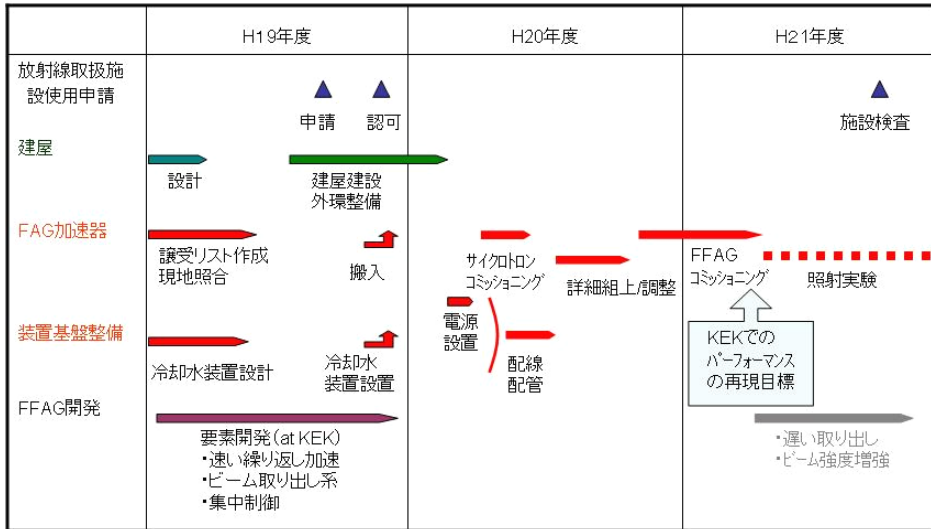 H19年度
H20年度
H21年度
放射線取扱施
設使用申請
申請
認可
施設検査
建屋
設計
建屋建設
外環整備
FAG加速器
譲受リスト作成
現地照合
搬入
サイクロトロン
コミッショニング
詳細組上/調整
FFAG
コミッショニング
照射実験
電源
設置
装置基盤整備
冷却水装置設計
冷却水
装置設置
配線
配管
KEKでの
パーフォーマンス
の再現目標
FFAG開発
要素開発(at KEK)
・速い繰り返し加速
・ビーム取り出し系
・集中制御
・遅い取り出し
・ビーム強度増強